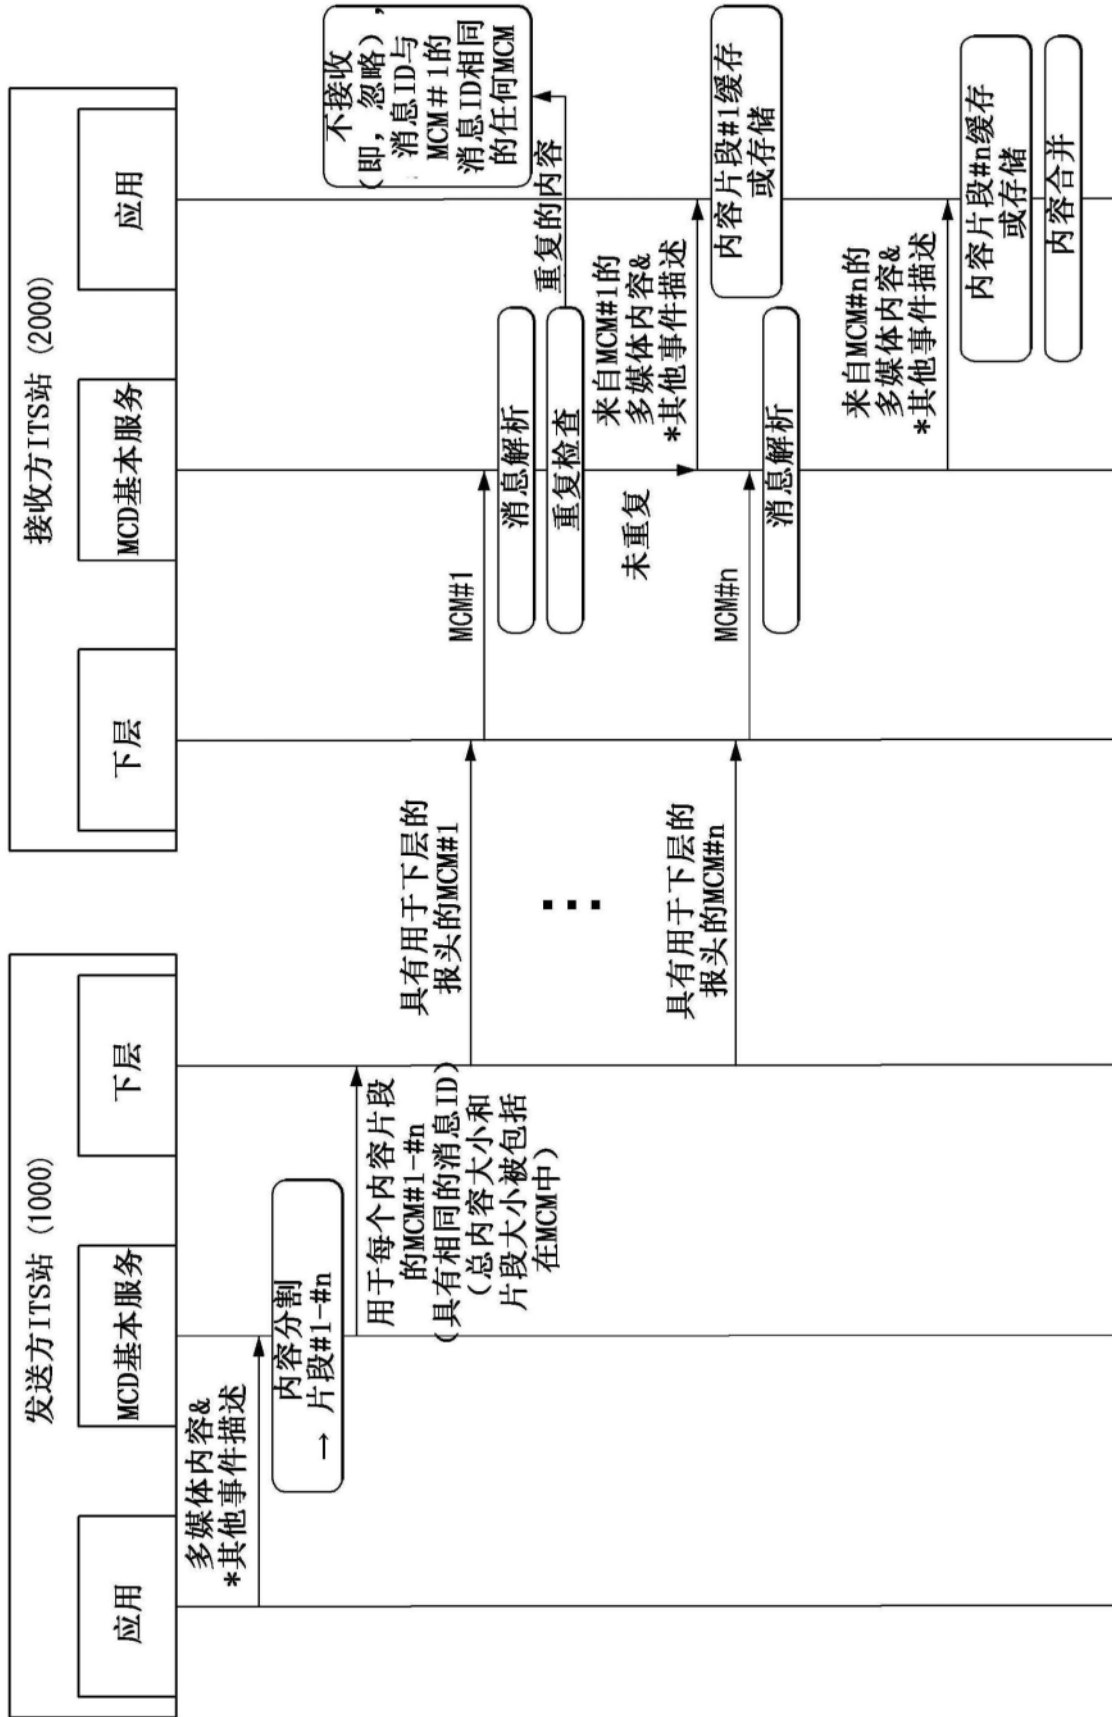 发送方ITS站 (1000)
接收方ITS站 (2000)
应用
MCD基本服务
下层
下层
MCD基本服务
应用
多媒体内容&
*其他事件描述
内容分割
→ 片段#1-#n
用于每个内容片段
的MCM#1-#n
(具有相同的消息ID)
(总内容大小和
片段大小被包括
在MCM中)
具有用于下层的
报头的MCM#1
MCM#1
消息解析
重复检查
重复的内容
不接收
(即, 忽略),
消息ID与
MCM#1的
消息ID相同
的任何MCM
未重复
来自MCM#1的
多媒体内容&
*其他事件描述
内容片段#1缓存
或存储
具有用于下层的
报头的MCM#n
MCM#n
消息解析
来自MCM#n的
多媒体内容&
*其他事件描述
内容片段#n缓存
或存储
内容合并